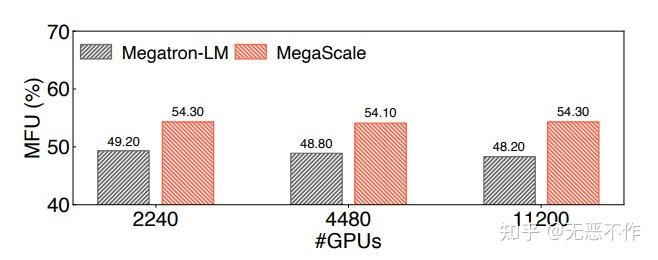 70
Megatron-LM MegaScale
60
54.30 54.10 54.30
49.20 48.80 48.20
50
MFU (%)
40
2240 4480 11200
#GPUs
知乎 @无恶不作